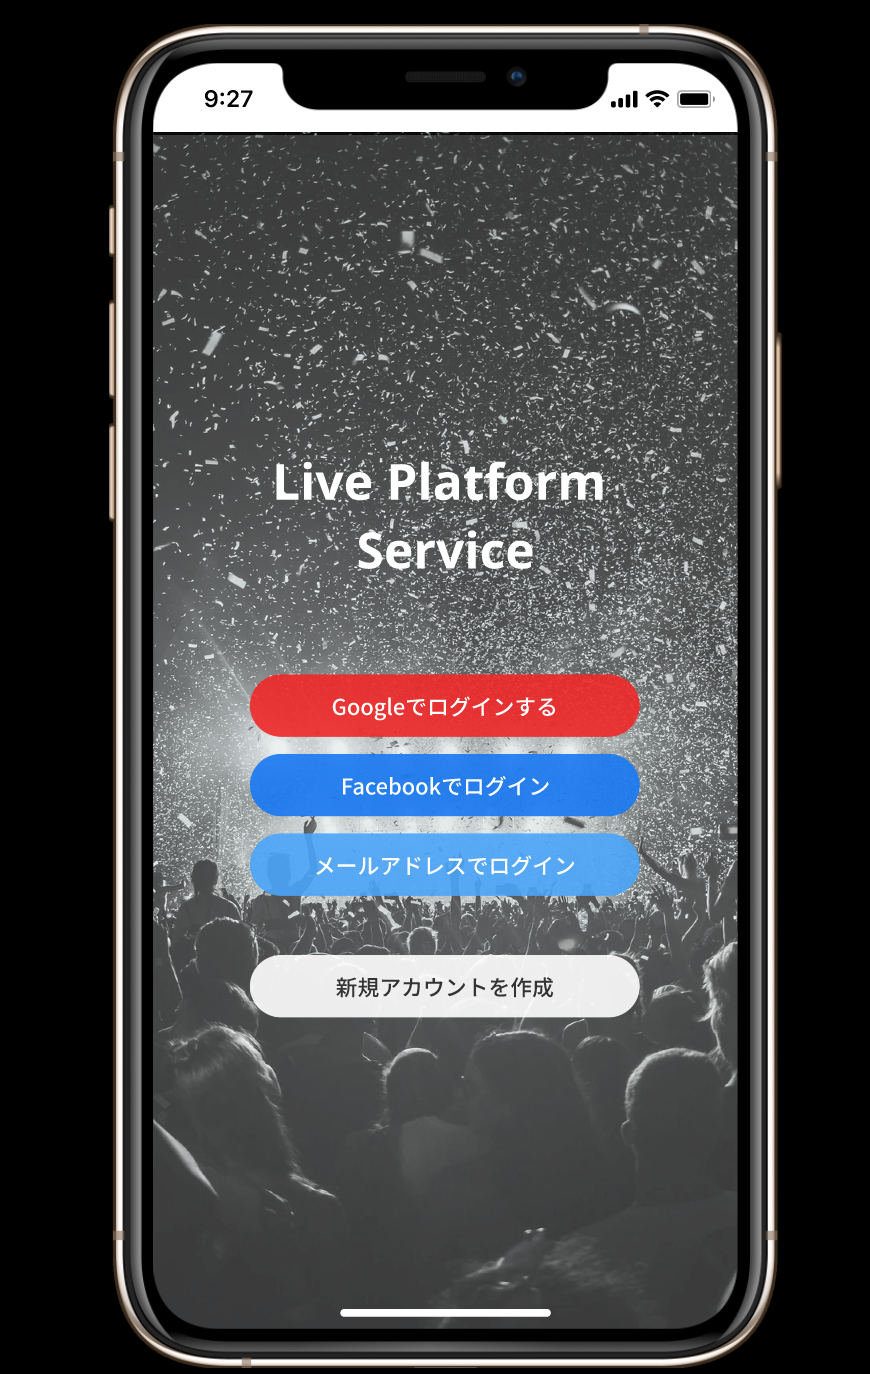 9:27
Live Platform
Service
Googleでログインする
Facebookでログイン
メールアドレスでログイン
新規アカウントを作成